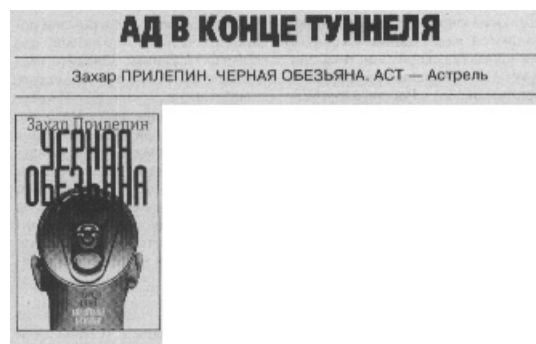 АД В КОНЦЕ ТУННЕЛЯ
Захар ПРИЛЕПИН. ЧЕРНАЯ ОБЕЗЬЯНА. АСТ — Астрель
Захар Прилепин
ЧЕРНАЯ
ОБЕЗЬЯНА